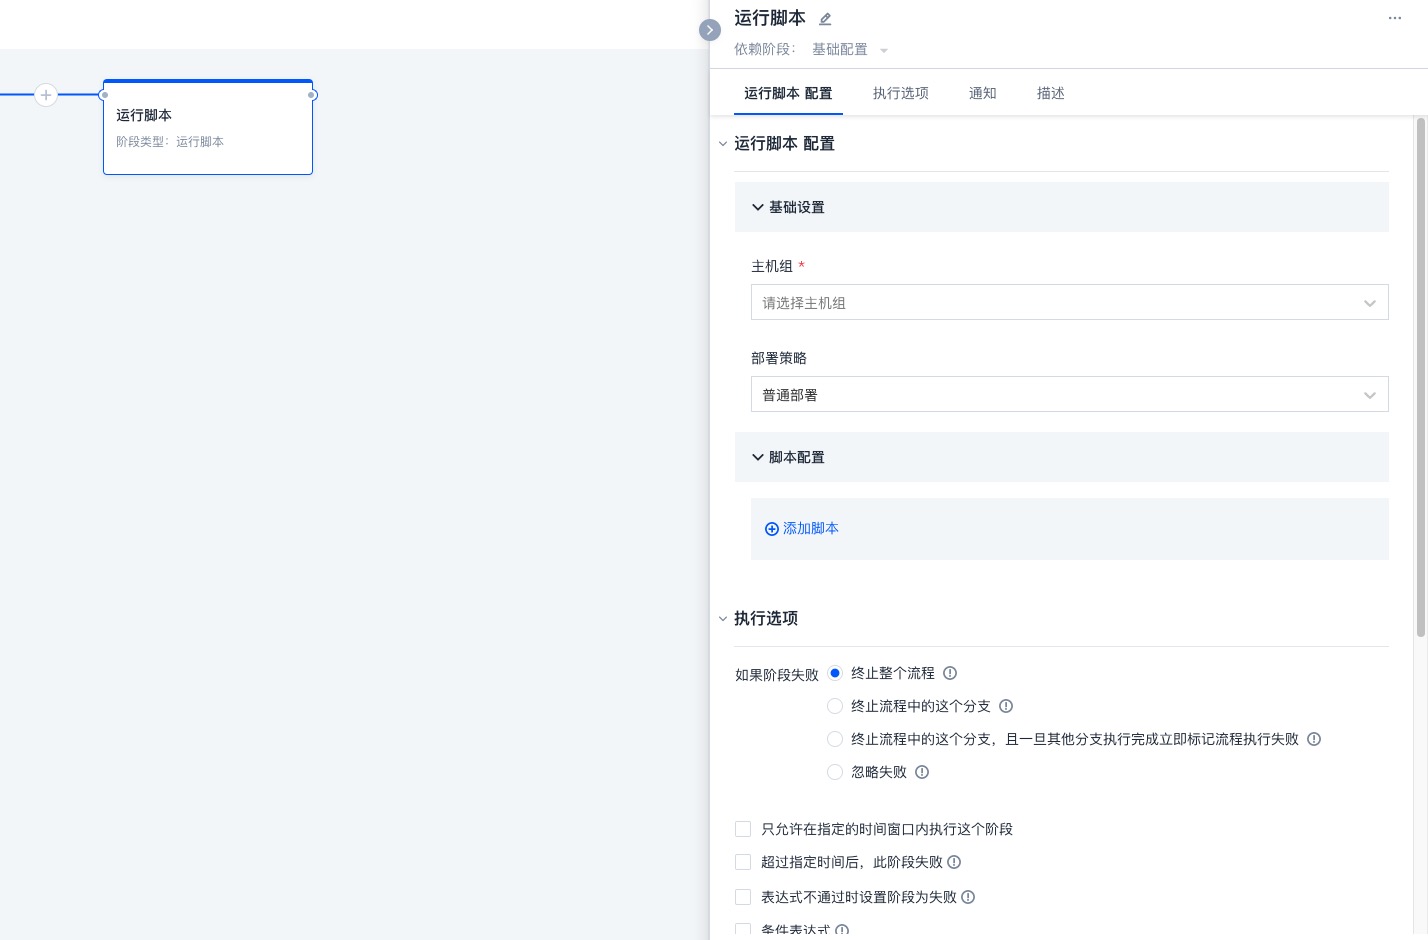 运行脚本
依赖阶段： 基础配置
运行脚本 配置 执行选项 通知 描述
运行脚本
阶段类型：运行脚本
运行脚本 配置
基础设置
主机组 *
请选择主机组
部署策略
普通部署
脚本配置
添加脚本
执行选项
如果阶段失败 终止整个流程
终止流程中的这个分支
终止流程中的这个分支，且一旦其他分支执行完成立即标记流程执行失败
忽略失败
只允许在指定的时间窗口内执行这个阶段
超过指定时间后，此阶段失败
表达式不通过时设置阶段为失败
条件表达式